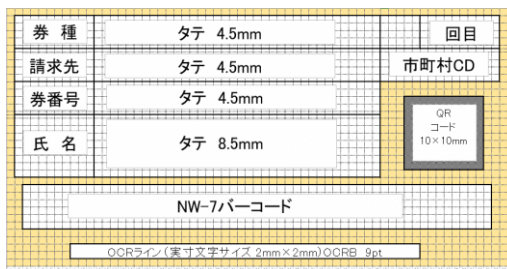 券 種 タテ 4.5mm 回目
請求先 タテ 4.5mm 市町村CD
券番号 タテ 4.5mm
氏 名 タテ 8.5mm
QR
コード
10×10mm
NW-7バーコード
OCRライン(実寸文字サイズ 2mm×2mm)OCRB 9pt